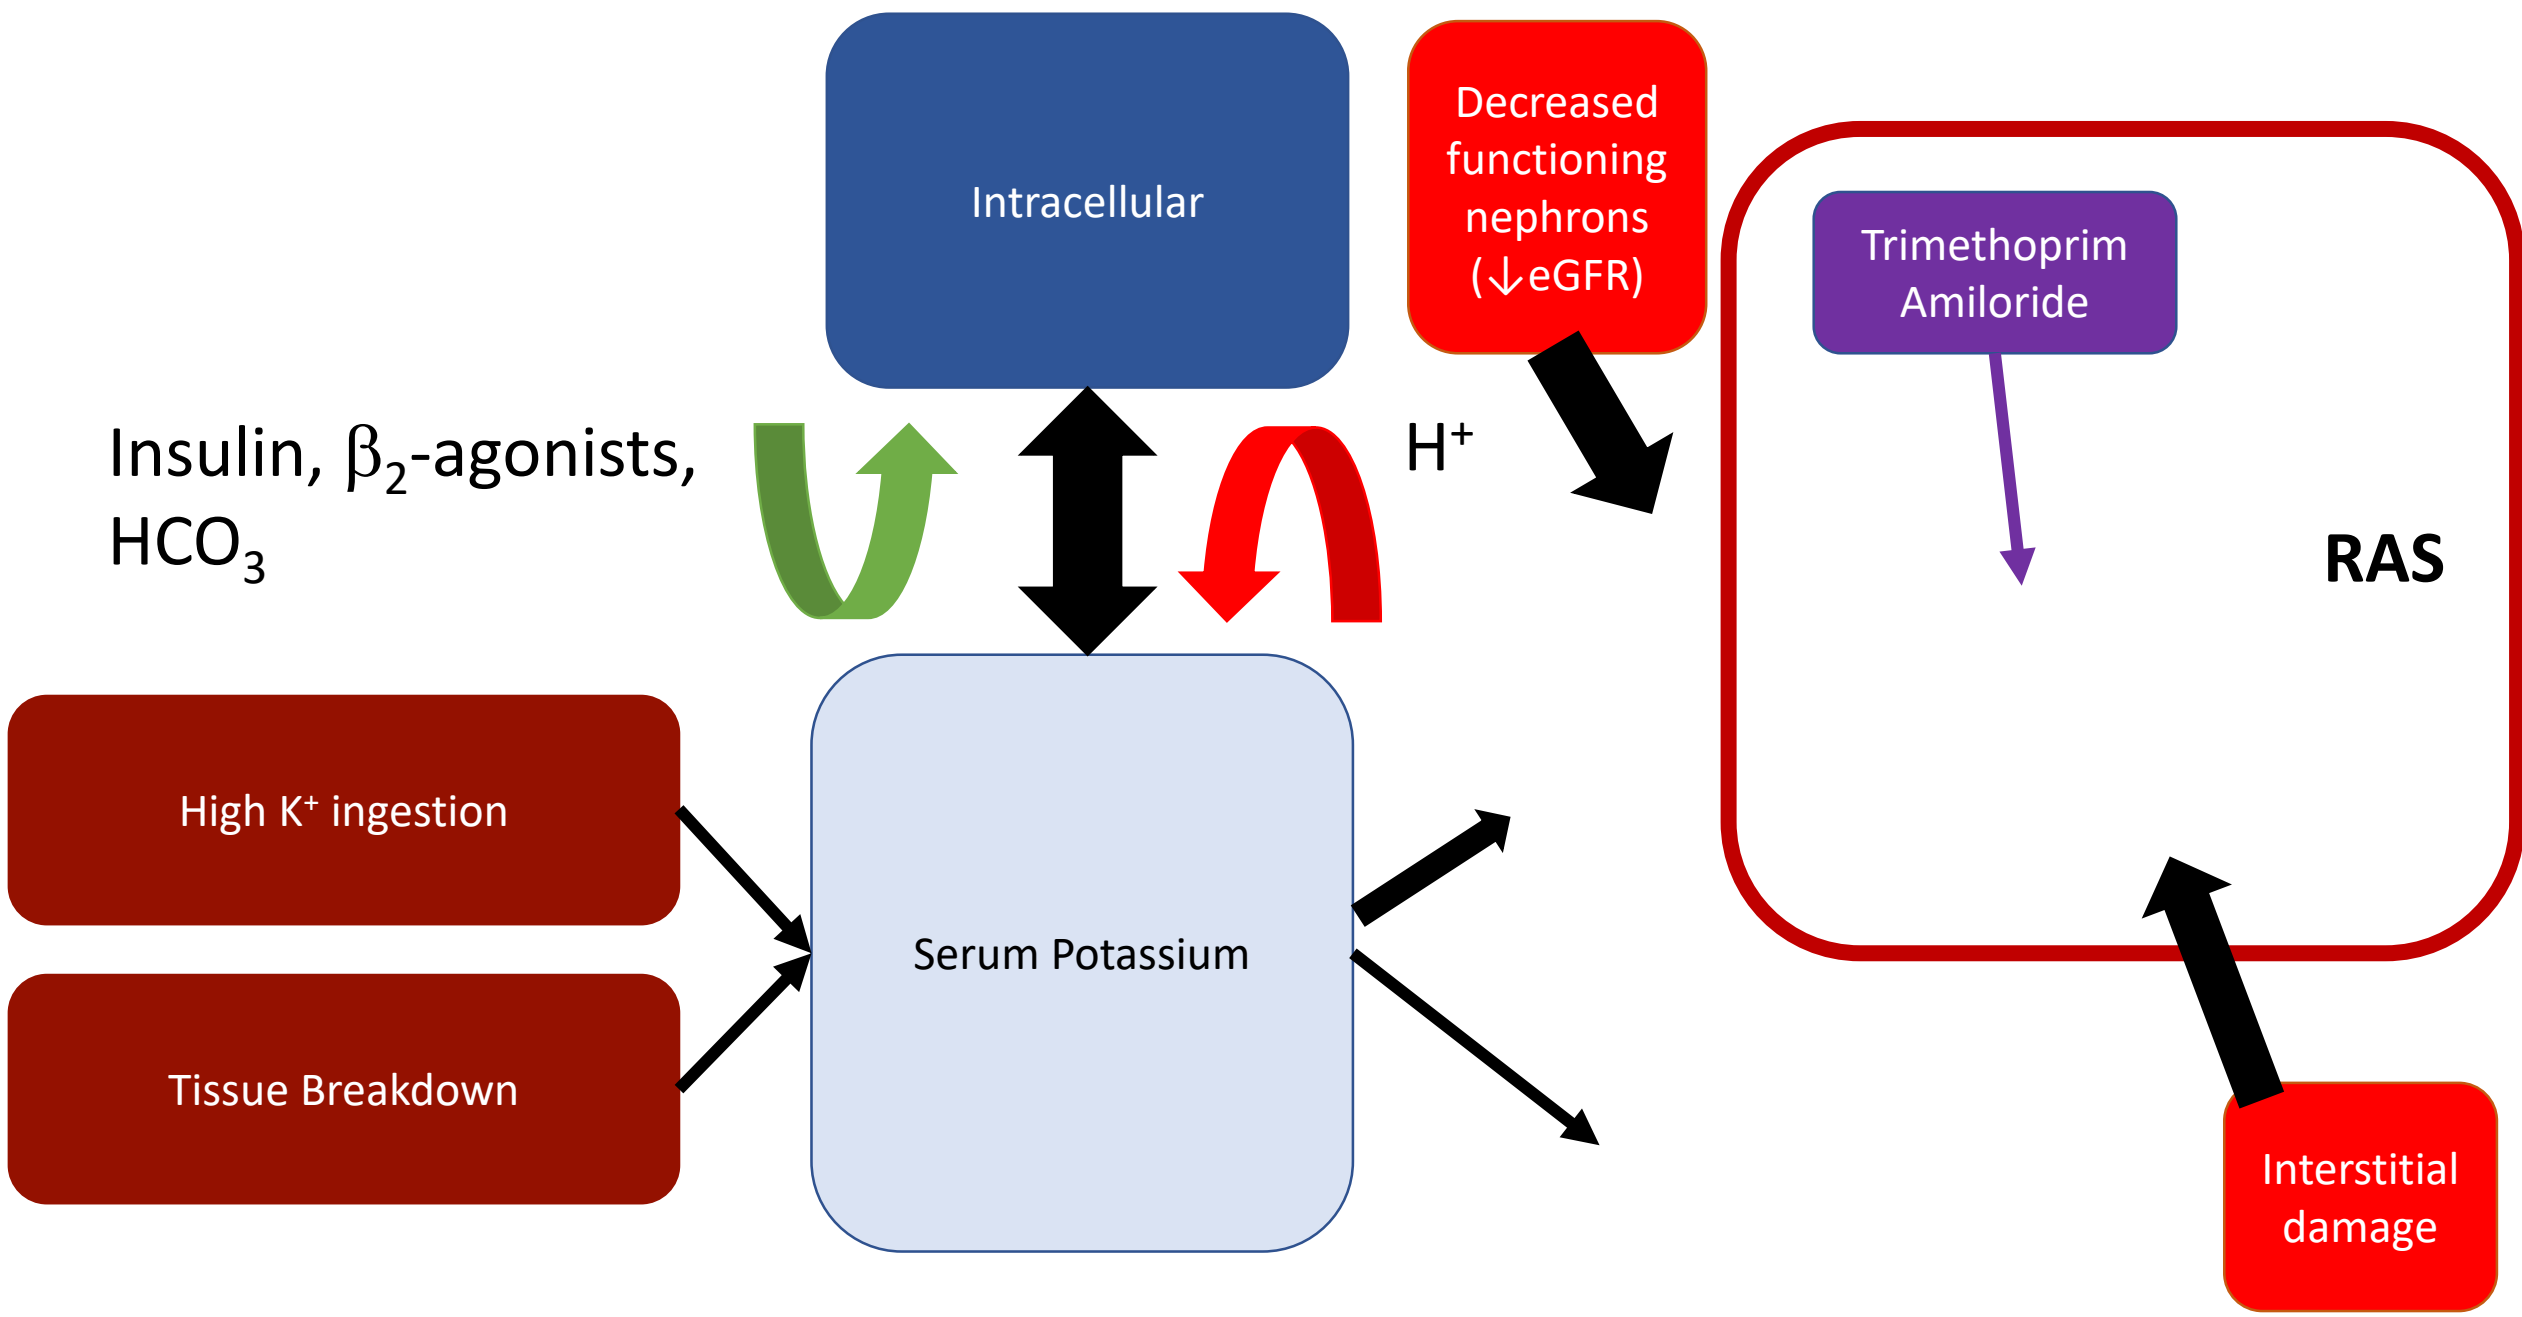 Intracellular
Decreased
functioning
nephrons
(↓eGFR)
Trimethoprim
Amiloride
Insulin, β₂-agonists,
HCO₃
H⁺
RAS
High K⁺ ingestion
Serum Potassium
Tissue Breakdown
Interstitial
damage